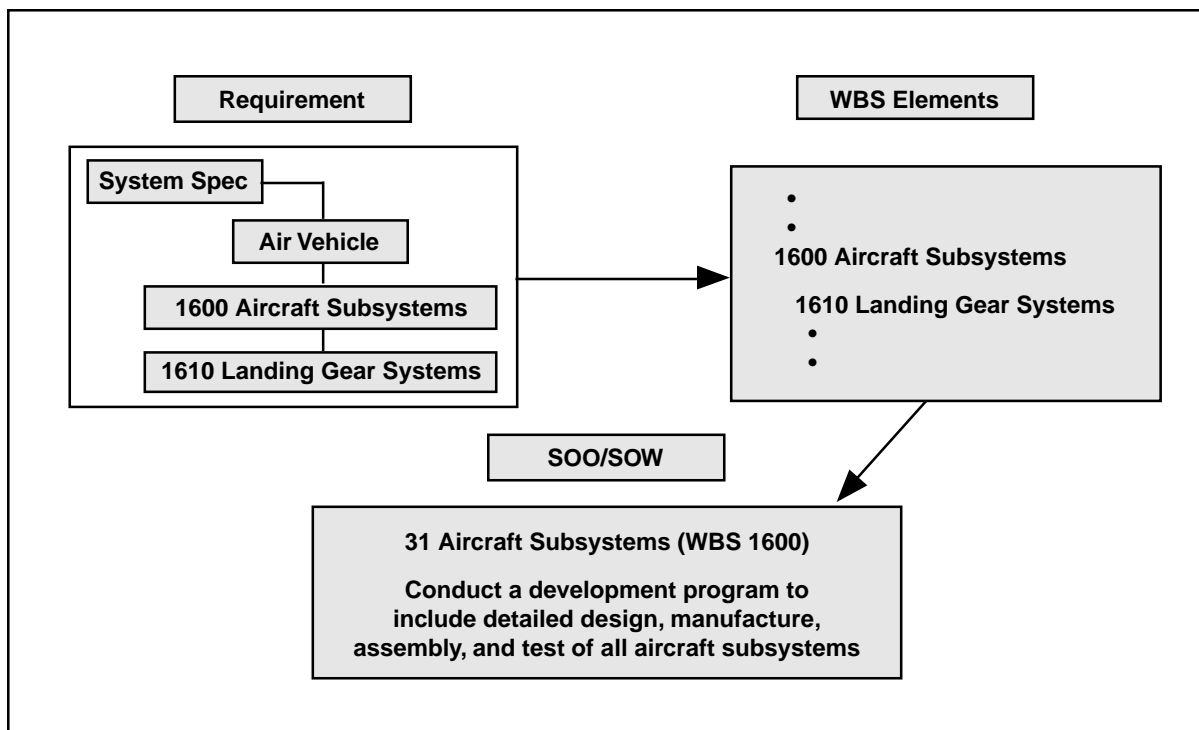 Requirement
WBS Elements
System Spec
Air Vehicle
1600 Aircraft Subsystems
1610 Landing Gear Systems
•
•
1600 Aircraft Subsystems
1610 Landing Gear Systems
•
•
SOO/SOW
31 Aircraft Subsystems (WBS 1600)
Conduct a development program to
include detailed design, manufacture,
assembly, and test of all aircraft subsystems